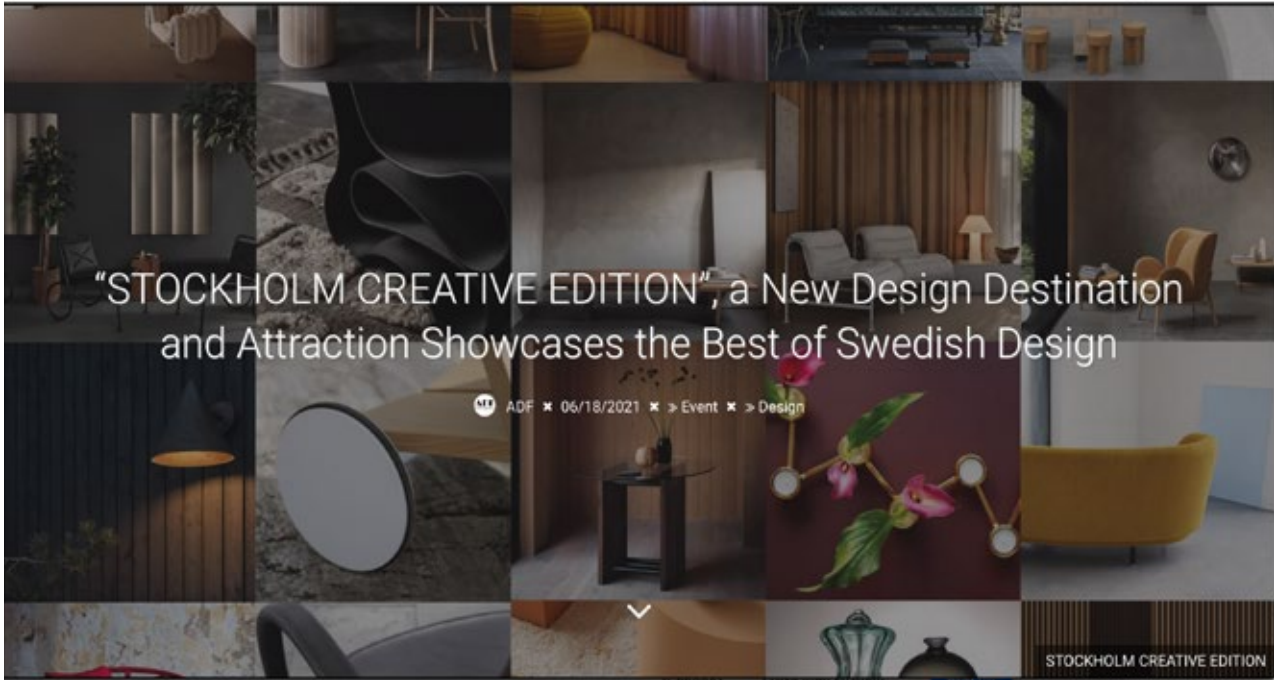 “STOCKHOLM CREATIVE EDITION”, a New Design Destination
and Attraction Showcases the Best of Swedish Design
ADF ✖ 06/18/2021 ✖ » Event ✖ » Design
STOCKHOLM CREATIVE EDITION